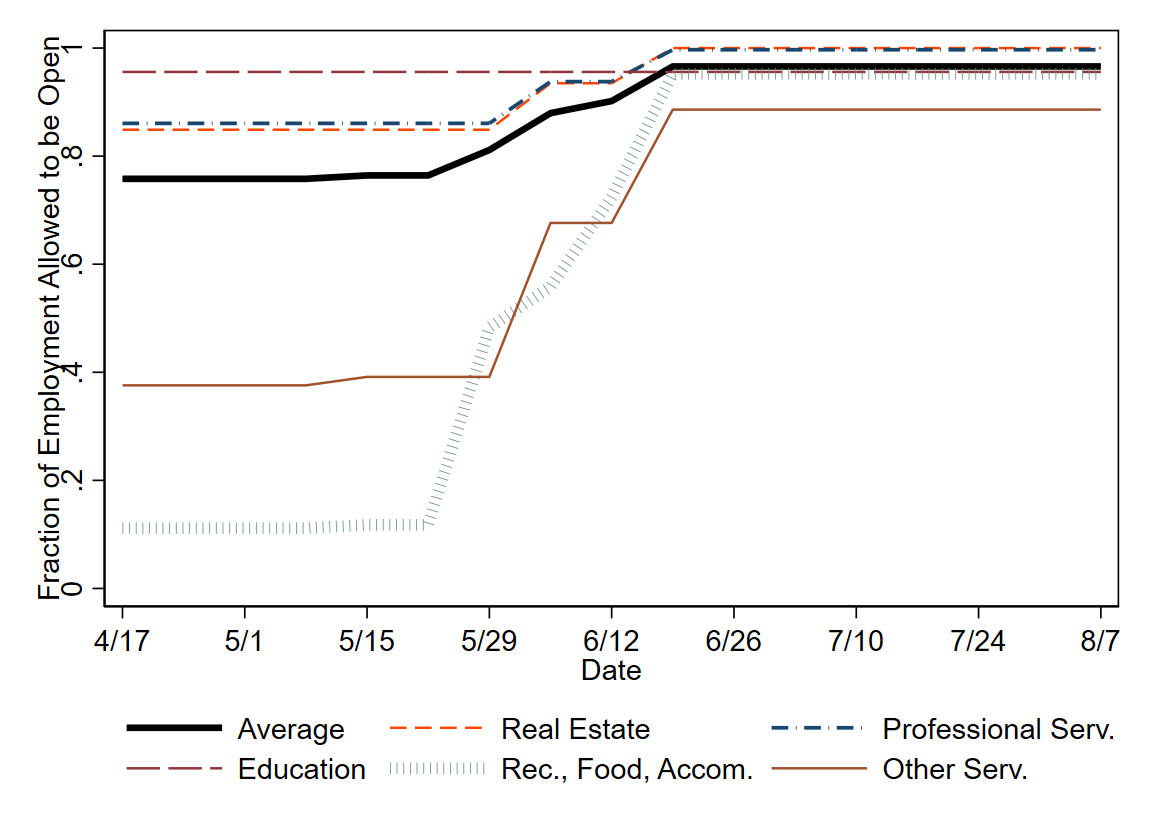 Fraction of Employment Allowed to be Open
1
.8
.6
.4
.2
0
4/17 5/1 5/15 5/29 6/12 6/26 7/10 7/24 8/7
Date
Average Real Estate Professional Serv.
Education Rec., Food, Accom. Other Serv.